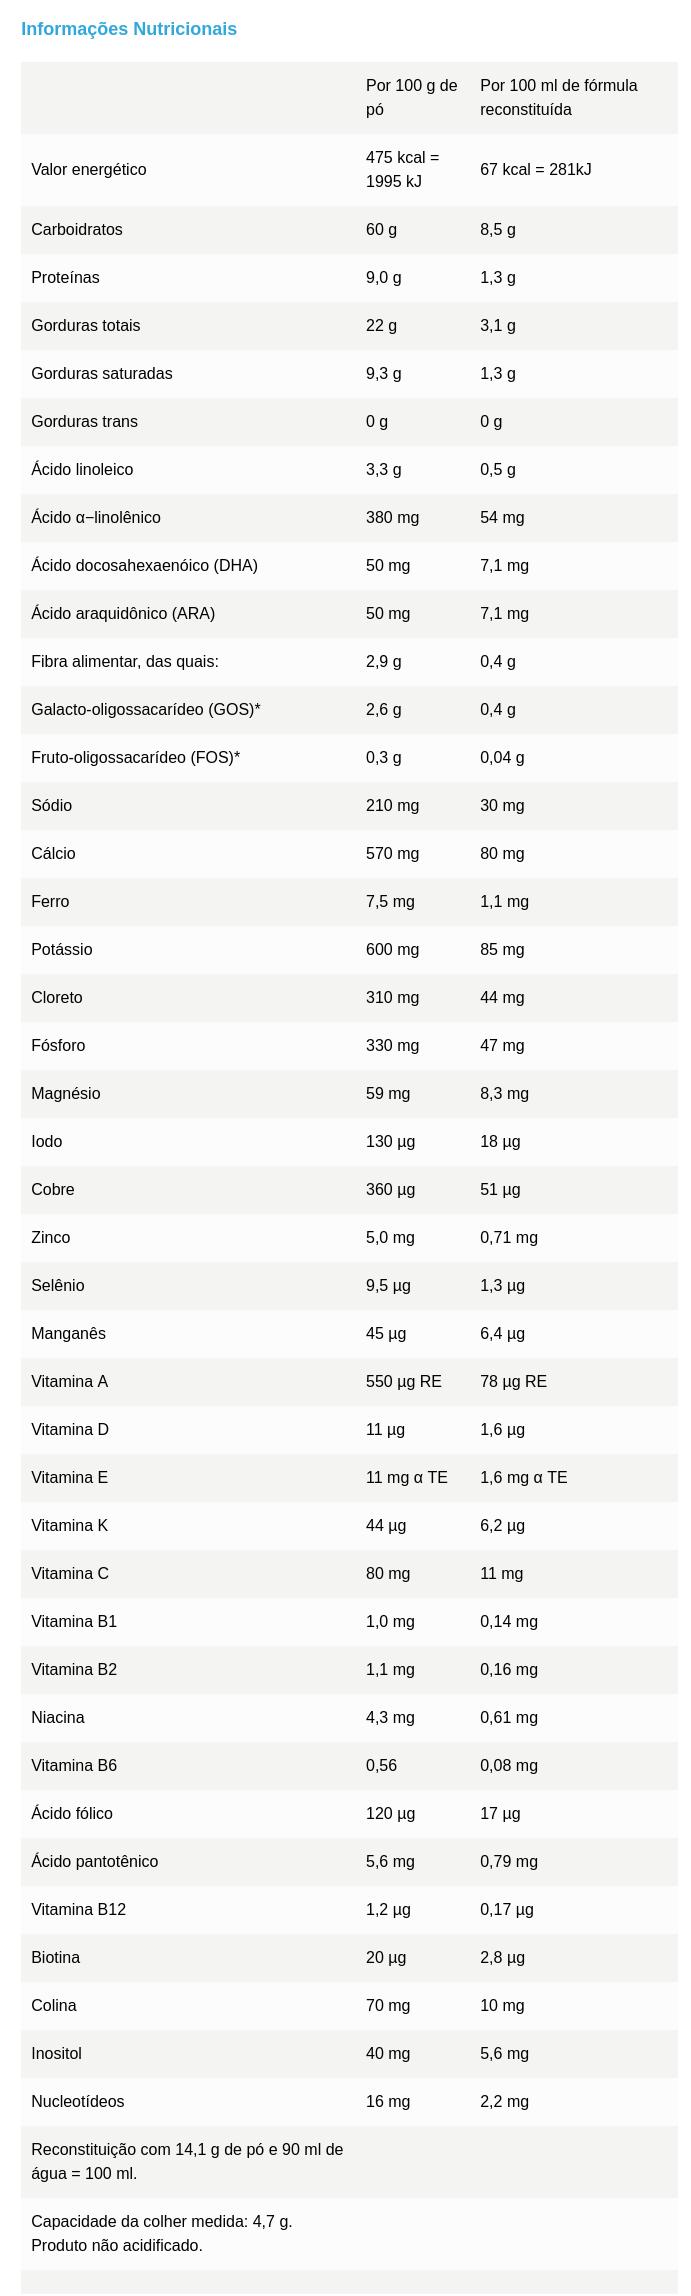 Informações Nutricionais
Por 100 g de pó	Por 100 ml de fórmula reconstituída
Valor energético	475 kcal = 1995 kJ	67 kcal = 281kJ
Carboidratos	60 g	8,5 g
Proteínas	9,0 g	1,3 g
Gorduras totais	22 g	3,1 g
Gorduras saturadas	9,3 g	1,3 g
Gorduras trans	0 g	0 g
Ácido linoleico	3,3 g	0,5 g
Ácido α−linolênico	380 mg	54 mg
Ácido docosahexaenóico (DHA)	50 mg	7,1 mg
Ácido araquidônico (ARA)	50 mg	7,1 mg
Fibra alimentar, das quais:	2,9 g	0,4 g
Galacto-oligossacarídeo (GOS)*	2,6 g	0,4 g
Fruto-oligossacarídeo (FOS)*	0,3 g	0,04 g
Sódio	210 mg	30 mg
Cálcio	570 mg	80 mg
Ferro	7,5 mg	1,1 mg
Potássio	600 mg	85 mg
Cloreto	310 mg	44 mg
Fósforo	330 mg	47 mg
Magnésio	59 mg	8,3 mg
Iodo	130 µg	18 µg
Cobre	360 µg	51 µg
Zinco	5,0 mg	0,71 mg
Selênio	9,5 µg	1,3 µg
Manganês	45 µg	6,4 µg
Vitamina A	550 µg RE	78 µg RE
Vitamina D	11 µg	1,6 µg
Vitamina E	11 mg α TE	1,6 mg α TE
Vitamina K	44 µg	6,2 µg
Vitamina C	80 mg	11 mg
Vitamina B1	1,0 mg	0,14 mg
Vitamina B2	1,1 mg	0,16 mg
Niacina	4,3 mg	0,61 mg
Vitamina B6	0,56	0,08 mg
Ácido fólico	120 µg	17 µg
Ácido pantotênico	5,6 mg	0,79 mg
Vitamina B12	1,2 µg	0,17 µg
Biotina	20 µg	2,8 µg
Colina	70 mg	10 mg
Inositol	40 mg	5,6 mg
Nucleotídeos	16 mg	2,2 mg
Reconstituição com 14,1 g de pó e 90 ml de
água = 100 ml.
Capacidade da colher medida: 4,7 g.
Produto não acidificado.